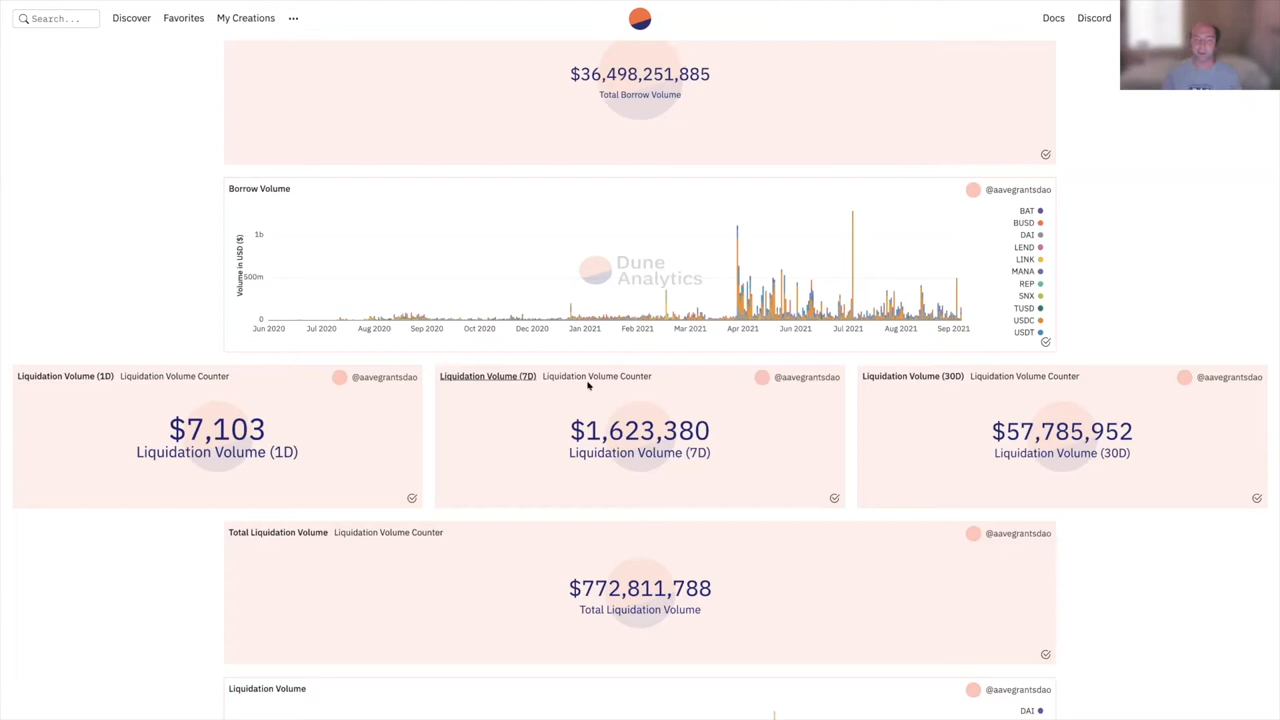 Search...
Discover
Favorites
My Creations
Docs
Discord
$36,498,251,885
Total Borrow Volume
Borrow Volume
@aavegrantsdao
Volume in USD ($)
1b
500m
0
Dune
Analytics
Jun 2020
Jul 2020
Aug 2020
Sep 2020
Oct 2020
Dec 2020
Jan 2021
Feb 2021
Mar 2021
Apr 2021
Jun 2021
Jul 2021
Aug 2021
Sep 2021
BAT
BUSD
DAI
LEND
LINK
MANA
REP
SNX
TUSD
USDC
USDT
Liquidation Volume (1D) Liquidation Volume Counter
@aavegrantsdao
$7,103
Liquidation Volume (1D)
Liquidation Volume (7D) Liquidation Volume Counter
@aavegrantsdao
$1,623,380
Liquidation Volume (7D)
Liquidation Volume (30D) Liquidation Volume Counter
@aavegrantsdao
$57,785,952
Liquidation Volume (30D)
Total Liquidation Volume Liquidation Volume Counter
@aavegrantsdao
$772,811,788
Total Liquidation Volume
Liquidation Volume
@aavegrantsdao
DAI